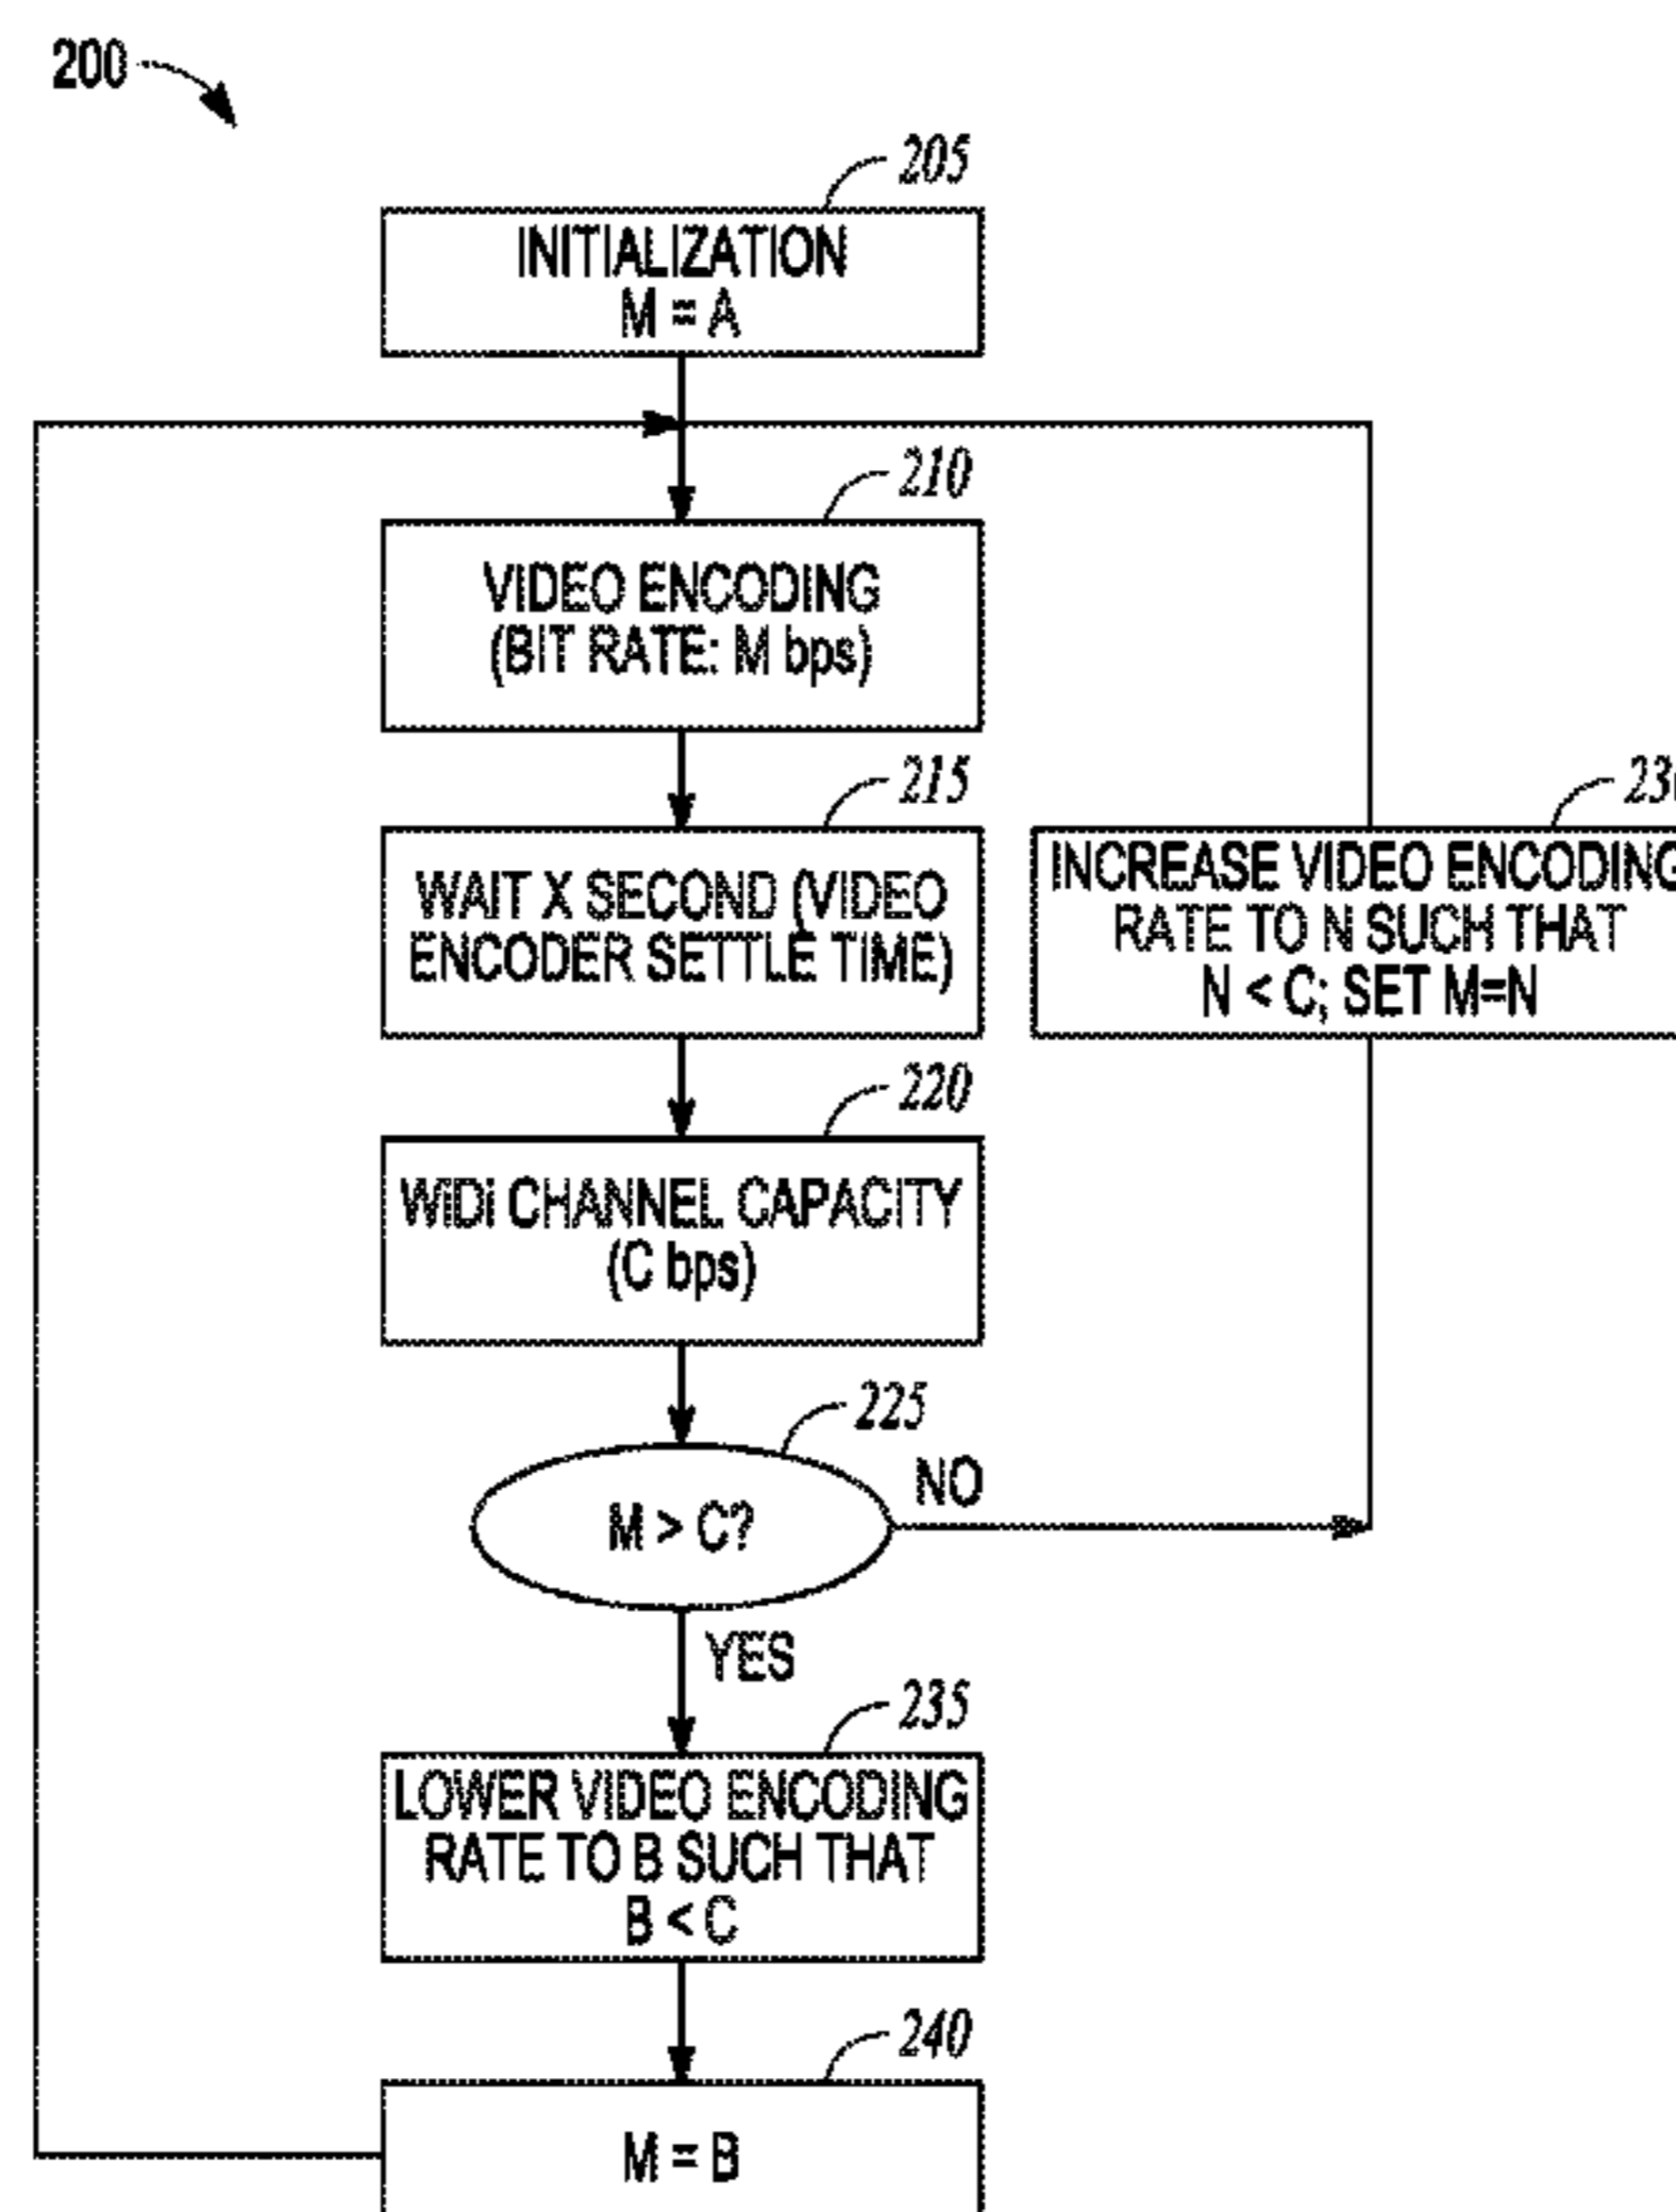 200
205
INITIALIZATION
M = A
210
VIDEO ENCODING
(BIT RATE: M bps)
215
WAIT X SECOND (VIDEO
ENCODER SETTLE TIME)
INCREASE VIDEO ENCODING
RATE TO N SUCH THAT
N < C; SET M=N
220
WiDi CHANNEL CAPACITY
(C bps)
225
M > C?
NO
YES
235
LOWER VIDEO ENCODING
RATE TO B SUCH THAT
B < C
240
M = B